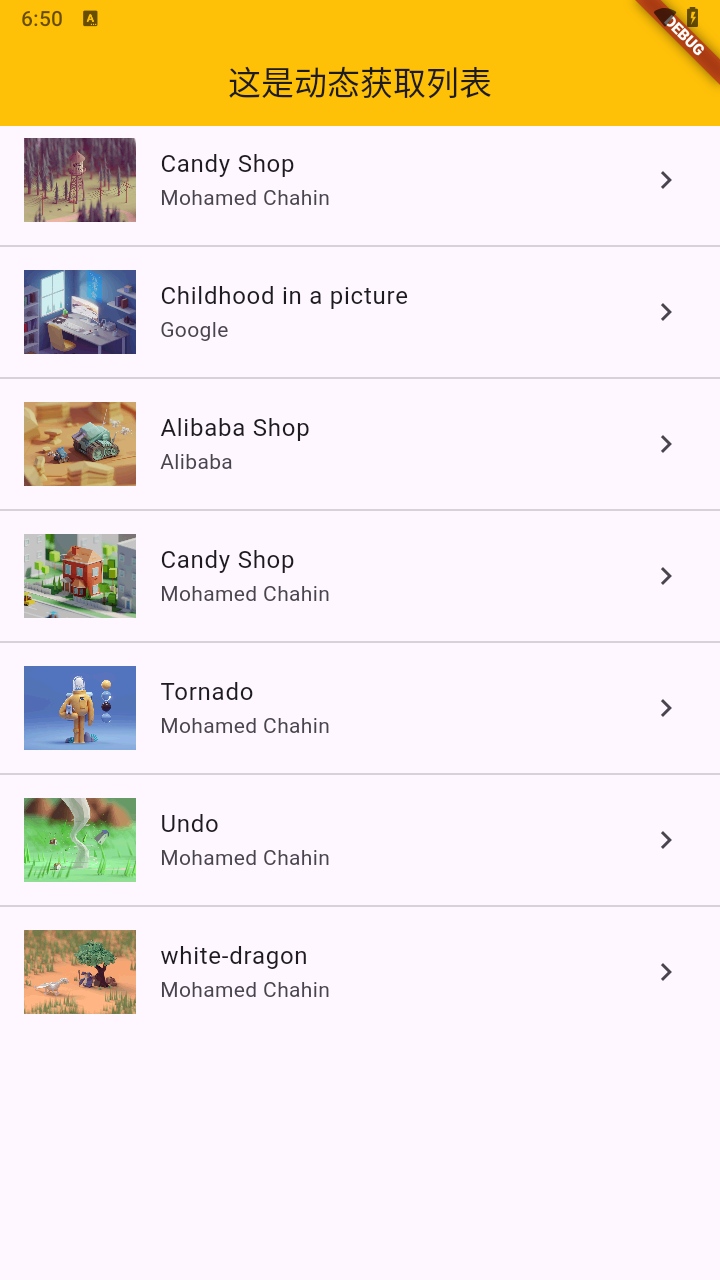 6:50
A
DEBUG
这是动态获取列表
Candy Shop
Mohamed Chahin
Childhood in a picture
Google
Alibaba Shop
Alibaba
Candy Shop
Mohamed Chahin
Tornado
Mohamed Chahin
Undo
Mohamed Chahin
white-dragon
Mohamed Chahin